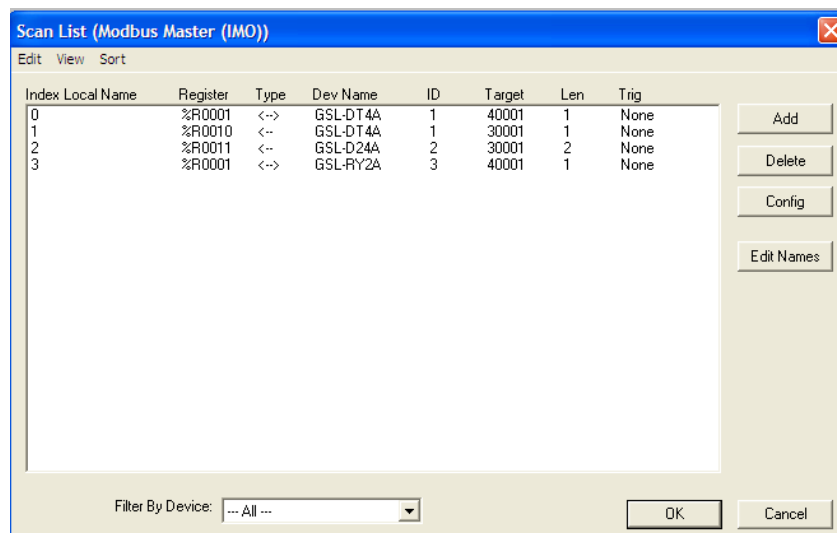 Scan List (Modbus Master (IMO))
Edit View Sort
Index Local Name Register Type Dev Name ID Target Len Trig
0 %R0001 <--> GSL-DT4A 1 40001 1 None
1 %R0010 <-- GSL-DT4A 1 30001 1 None
2 %R0011 <-- GSL-D24A 2 30001 2 None
3 %R0001 <--> GSL-RY2A 3 40001 1 None
Add
Delete
Config
Edit Names
Filter By Device: --- All ---
OK Cancel